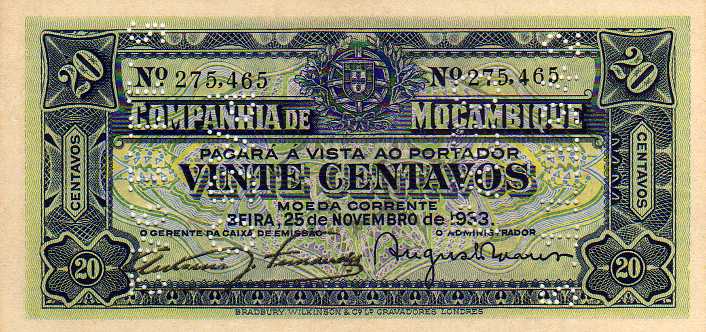 20 20
Nº 275,465 Nº 275,465
COMPANHIA DE MOÇAMBIQUE
PAGARÁ Á VISTA AO PORTADOR
CENTAVOS VINTE CENTAVOS CENTAVOS
MOEDA CORRENTE
BEIRA, 25 de NOVEMBRO de 1933.
O GERENTE DA CAIXA DE EMISSÃO O ADMINISTRADOR
20 20
BRADBURY WILKINSON & Cº Lº GRAVADORES LONDRES